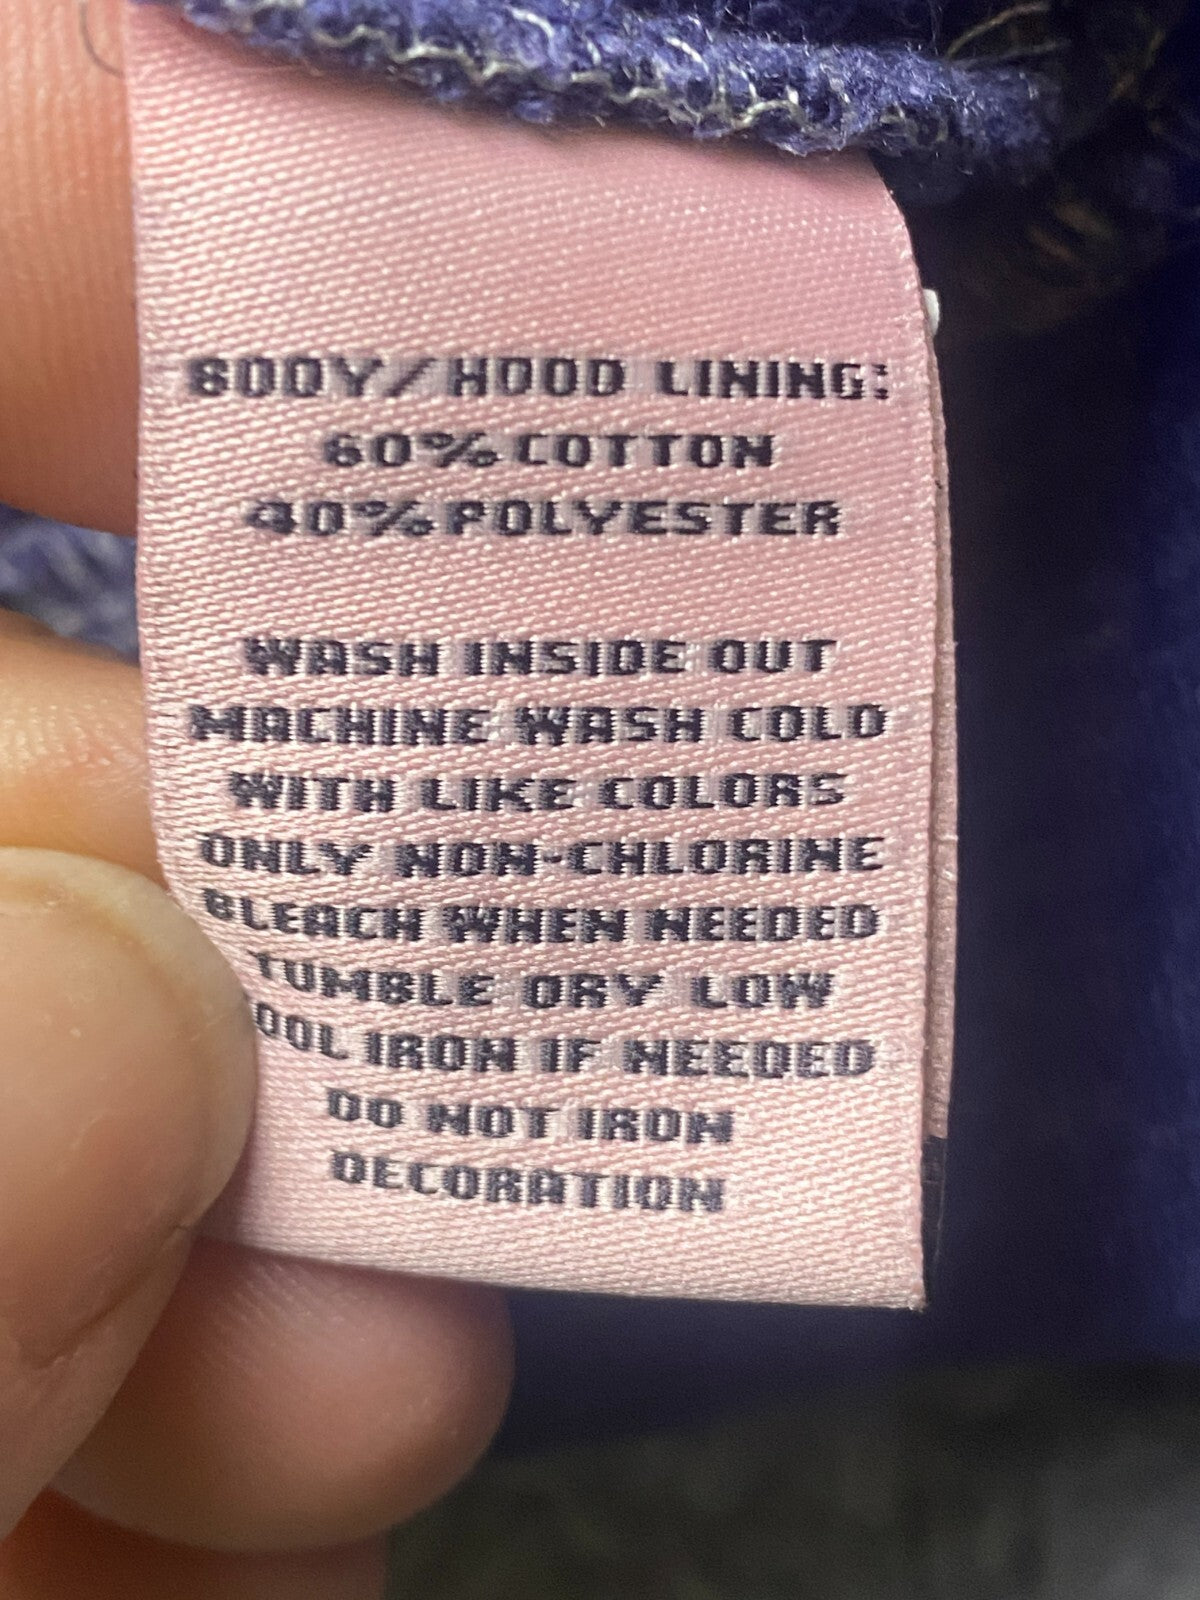 BODY/HOOD LINING:
60% COTTON
40% POLYESTER
WASH INSIDE OUT
MACHINE WASH COLD
WITH LIKE COLORS
ONLY NON-CHLORINE
BLEACH WHEN NEEDED
TUMBLE DRY LOW
OOL IRON IF NEEDED
DO NOT IRON
DECORATION